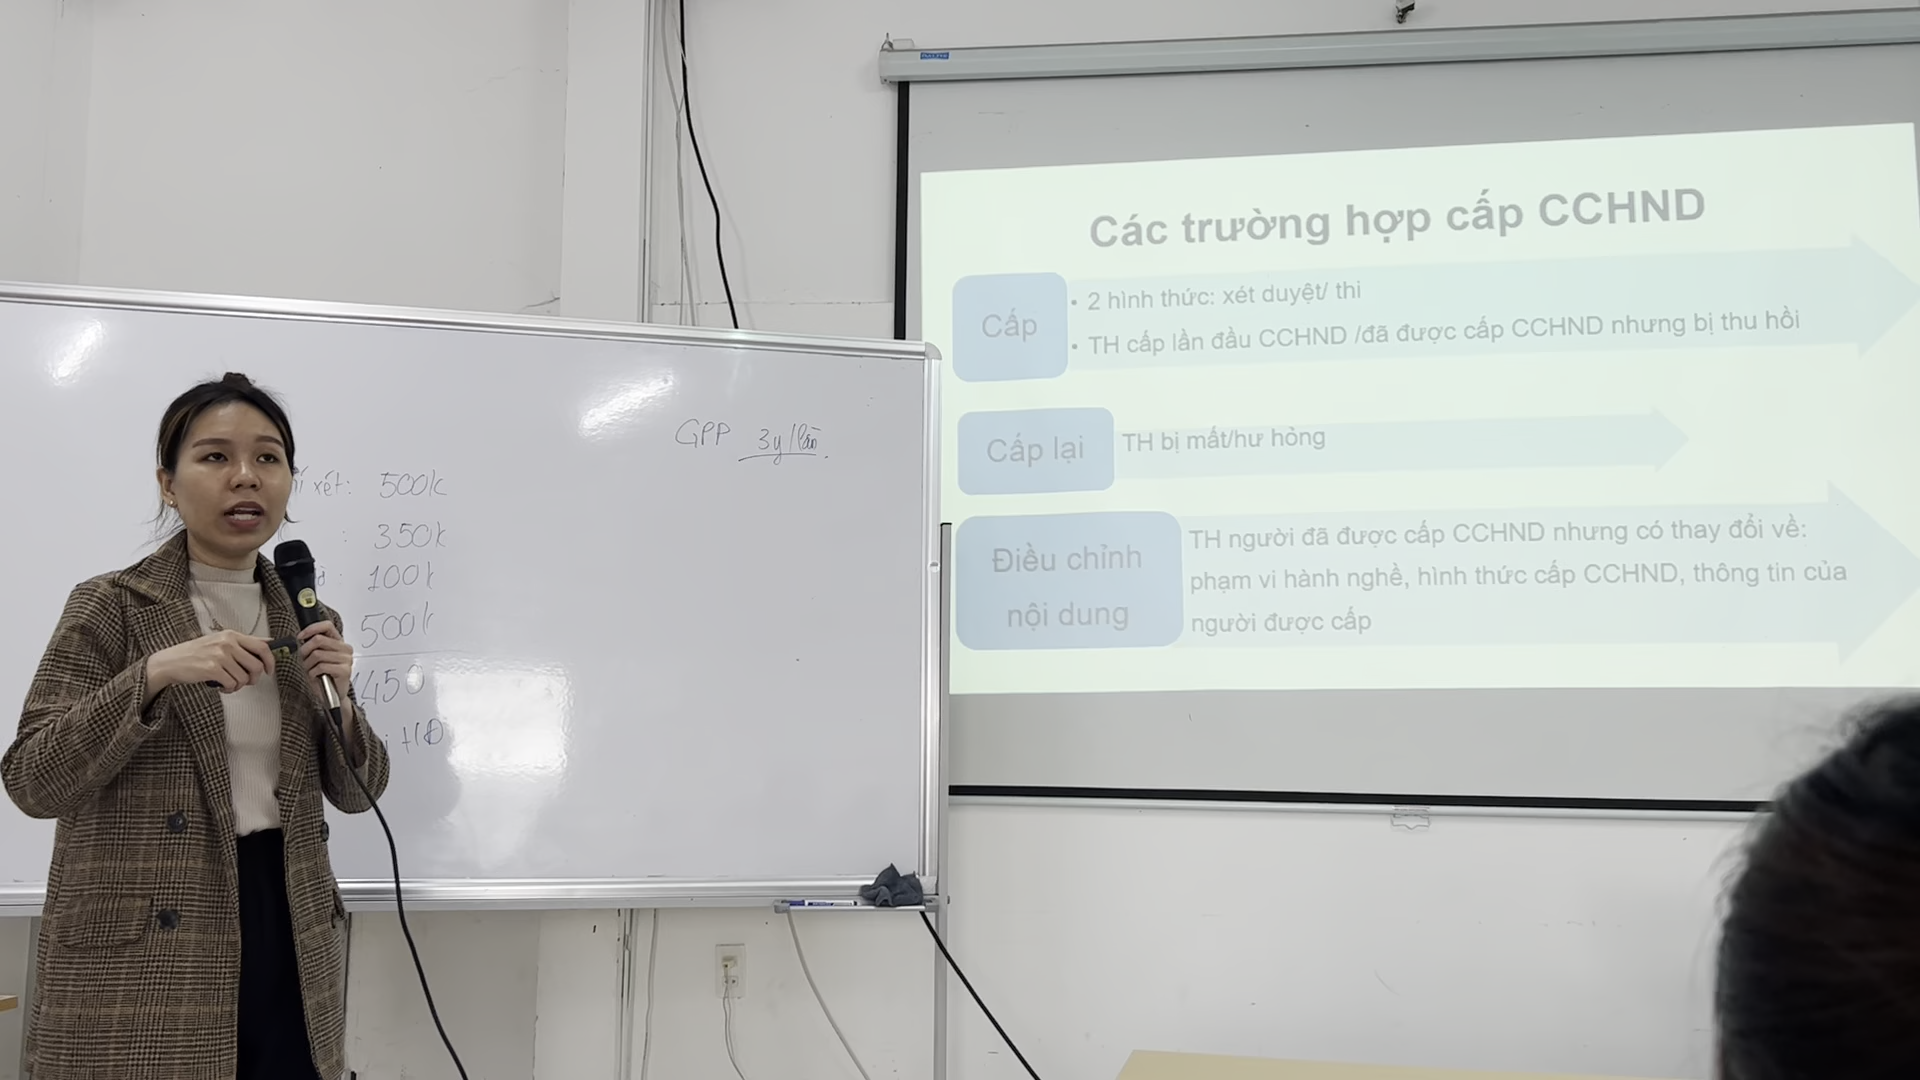 Các trường hợp cấp CCHND
Cấp
• 2 hình thức: xét duyệt/ thi
• TH cấp lần đầu CCHND /đã được cấp CCHND nhưng bị thu hồi
Cấp lại
TH bị mất/hư hỏng
Điều chỉnh
nội dung
TH người đã được cấp CCHND nhưng có thay đổi về:
phạm vi hành nghề, hình thức cấp CCHND, thông tin của
người được cấp
GPP 3y/lần.
xét: 500k
: 350k
: 100k
500k
450